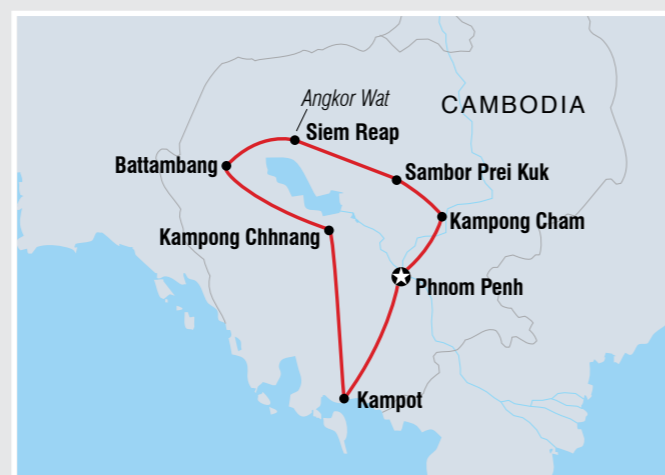 Angkor Wat
CAMBODIA
Siem Reap
Battambang
Sambor Prei Kuk
Kampong Cham
Kampong Chhnang
Phnom Penh
Kampot